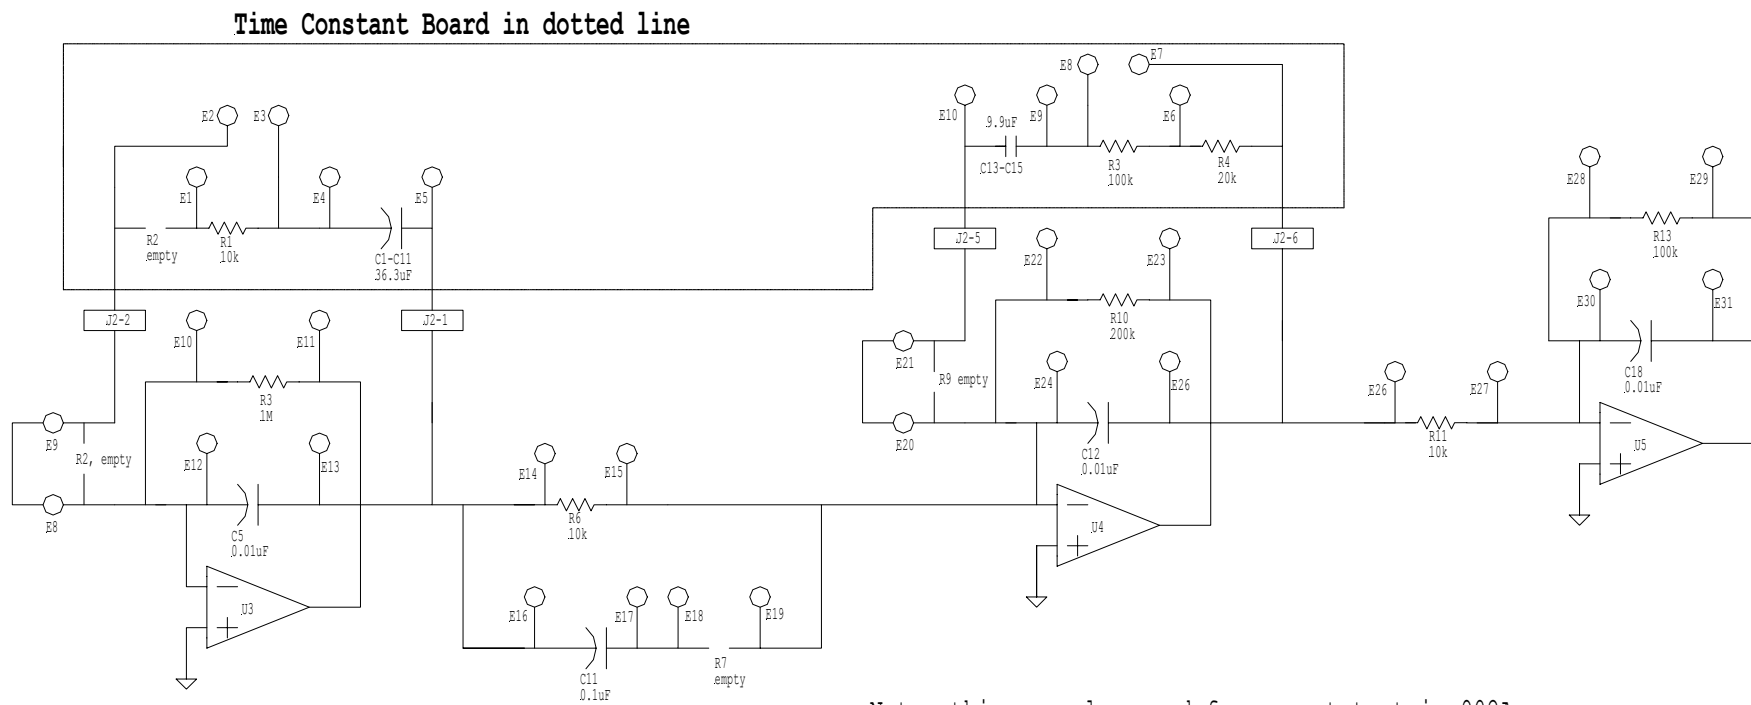 Time Constant Board in dotted line
E2
E3
E1
E4
E5
R2
empty
R1
10k
C1-C11
36.3uF
E10
E9
E8
E7
E6
9.9uF
C13-C15
R3
100k
R4
20k
J2-2
J2-1
J2-5
J2-6
E28
E29
R13
100k
E30
E31
C18
0.01uF
E10
E11
R3
1M
E9
R2, empty
E8
E12
E13
C5
0.01uF
U3
E14
E15
R6
10k
E16
E17
E18
E19
C11
0.1uF
R7
empty
E22
E23
R10
200k
E21
R9 empty
E20
E24
E26
C12
0.01uF
U4
E26
E27
R11
10k
U5